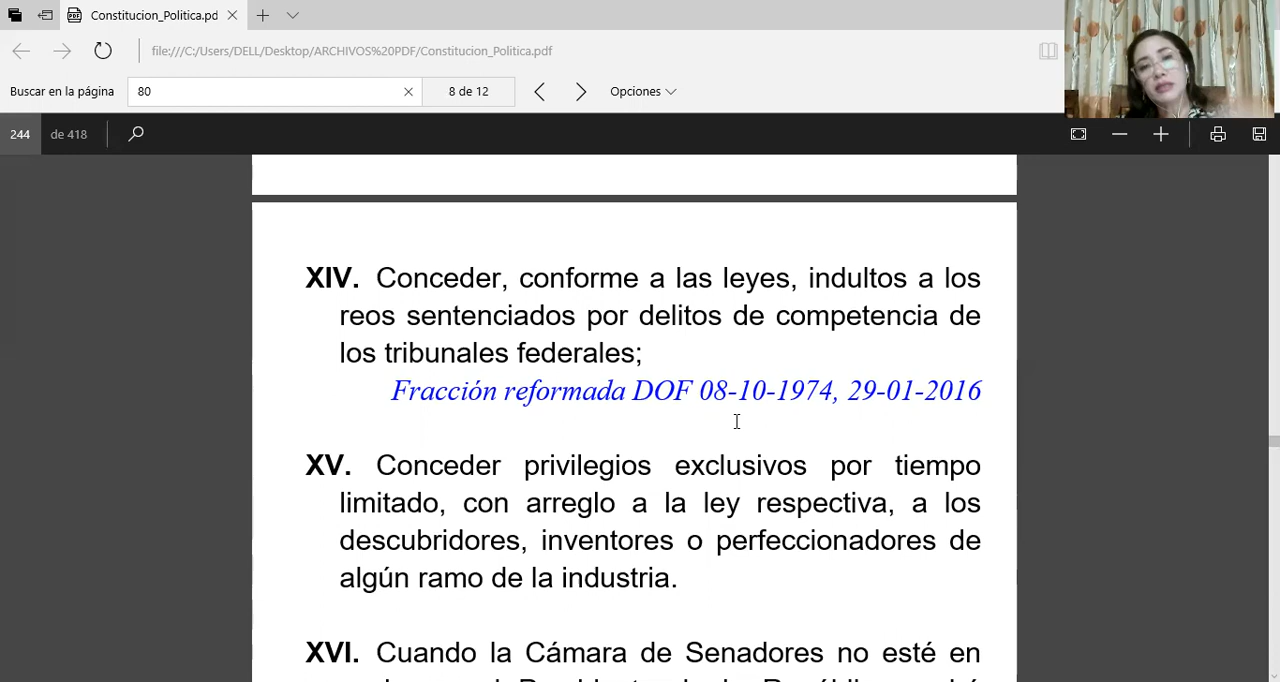 Constitucion_Politica.pd
file:///C:/Users/DELL/Desktop/ARCHIVOS%20PDF/Constitucion_Politica.pdf
Buscar en la página 80 8 de 12 Opciones
244 de 418
XIV. Conceder, conforme a las leyes, indultos a los
reos sentenciados por delitos de competencia de
los tribunales federales;
Fracción reformada DOF 08-10-1974, 29-01-2016
XV. Conceder privilegios exclusivos por tiempo
limitado, con arreglo a la ley respectiva, a los
descubridores, inventores o perfeccionadores de
algún ramo de la industria.
XVI. Cuando la Cámara de Senadores no esté en